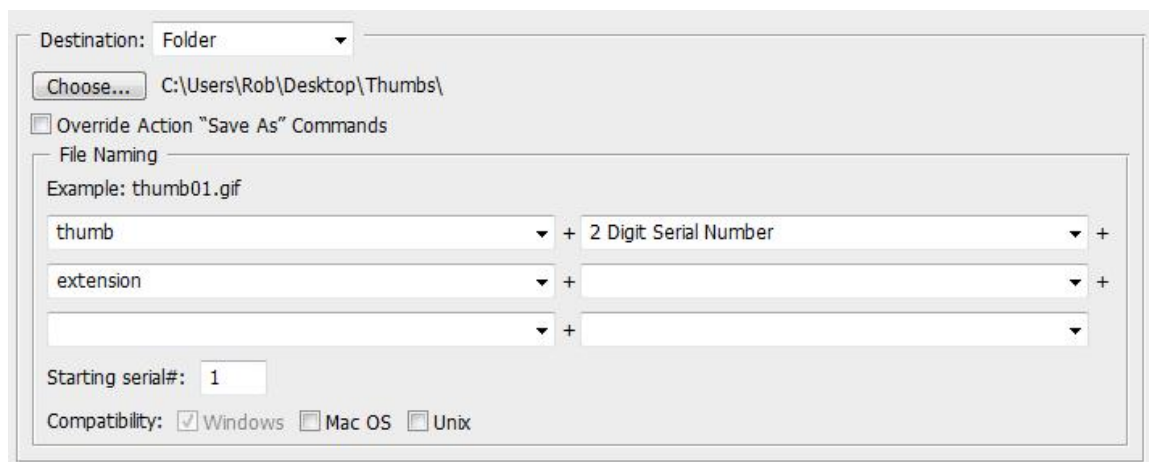 Destination: Folder
Choose... C:\Users\Rob\Desktop\Thumbs\
Override Action “Save As” Commands
File Naming
Example: thumb01.gif
thumb + 2 Digit Serial Number +
extension + +
+
Starting serial#: 1
Compatibility: Windows Mac OS Unix